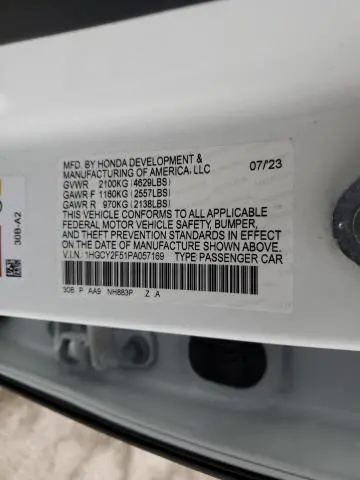 MFD. BY HONDA DEVELOPMENT &
MANUFACTURING OF AMERICA, LLC 07/'23
GVWR 2100KG (4629LBS)
GAWR F 1160KG (2557LBS)
GAWR R 970KG (2138LBS)
THIS VEHICLE CONFORMS TO ALL APPLICABLE
FEDERAL MOTOR VEHICLE SAFETY, BUMPER,
AND THEFT PREVENTION STANDARDS IN EFFECT
ON THE DATE OF MANUFACTURE SHOWN ABOVE.
V.I.N. 1HGCY2F51PA057169 TYPE PASSENGER CAR
30B P AA9 NH883P Z A
30B-A2